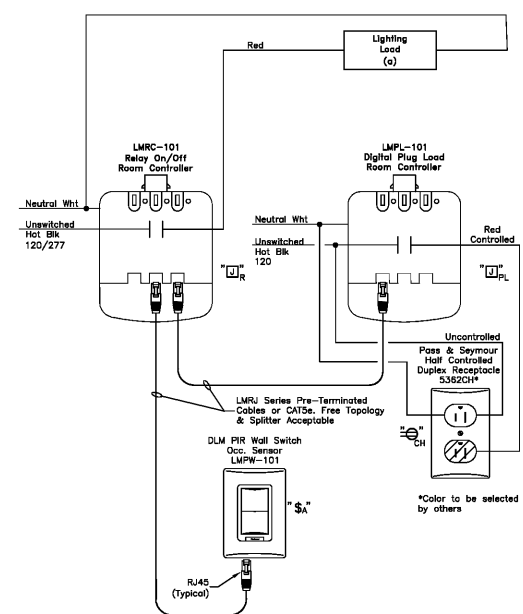 Lighting
Load
(a)
Red
LMRC-101
Relay On/Off
Room Controller
LMPL-101
Digital Plug Load
Room Controller
Neutral Wht
Unswitched
Hot Blk
120/277
"J"R
Neutral Wht
Unswitched
Hot Blk
120
Red
Controlled
"J"PL
Uncontrolled
Pass & Seymour
Half Controlled
Duplex Receptacle
5362CH*
LMRJ Series Pre-Terminated
Cables or CAT5e. Free Topology
& Splitter Acceptable
" "CH
DLM PIR Wall Switch
Occ. Sensor
LMPW-101
"$A"
*Color to be selected
by others
RJ45
(Typical)